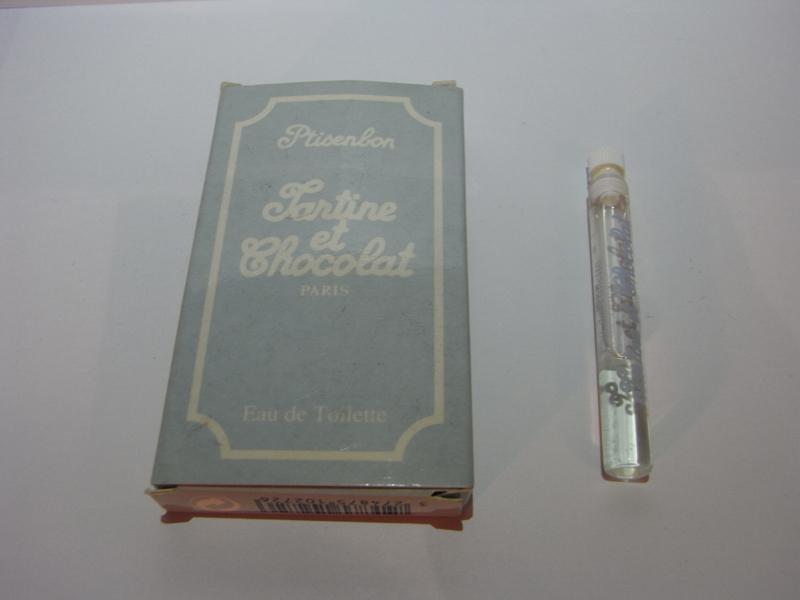 Ptisenbon
Tartine
et
Chocolat
PARIS
Eau de Toilette